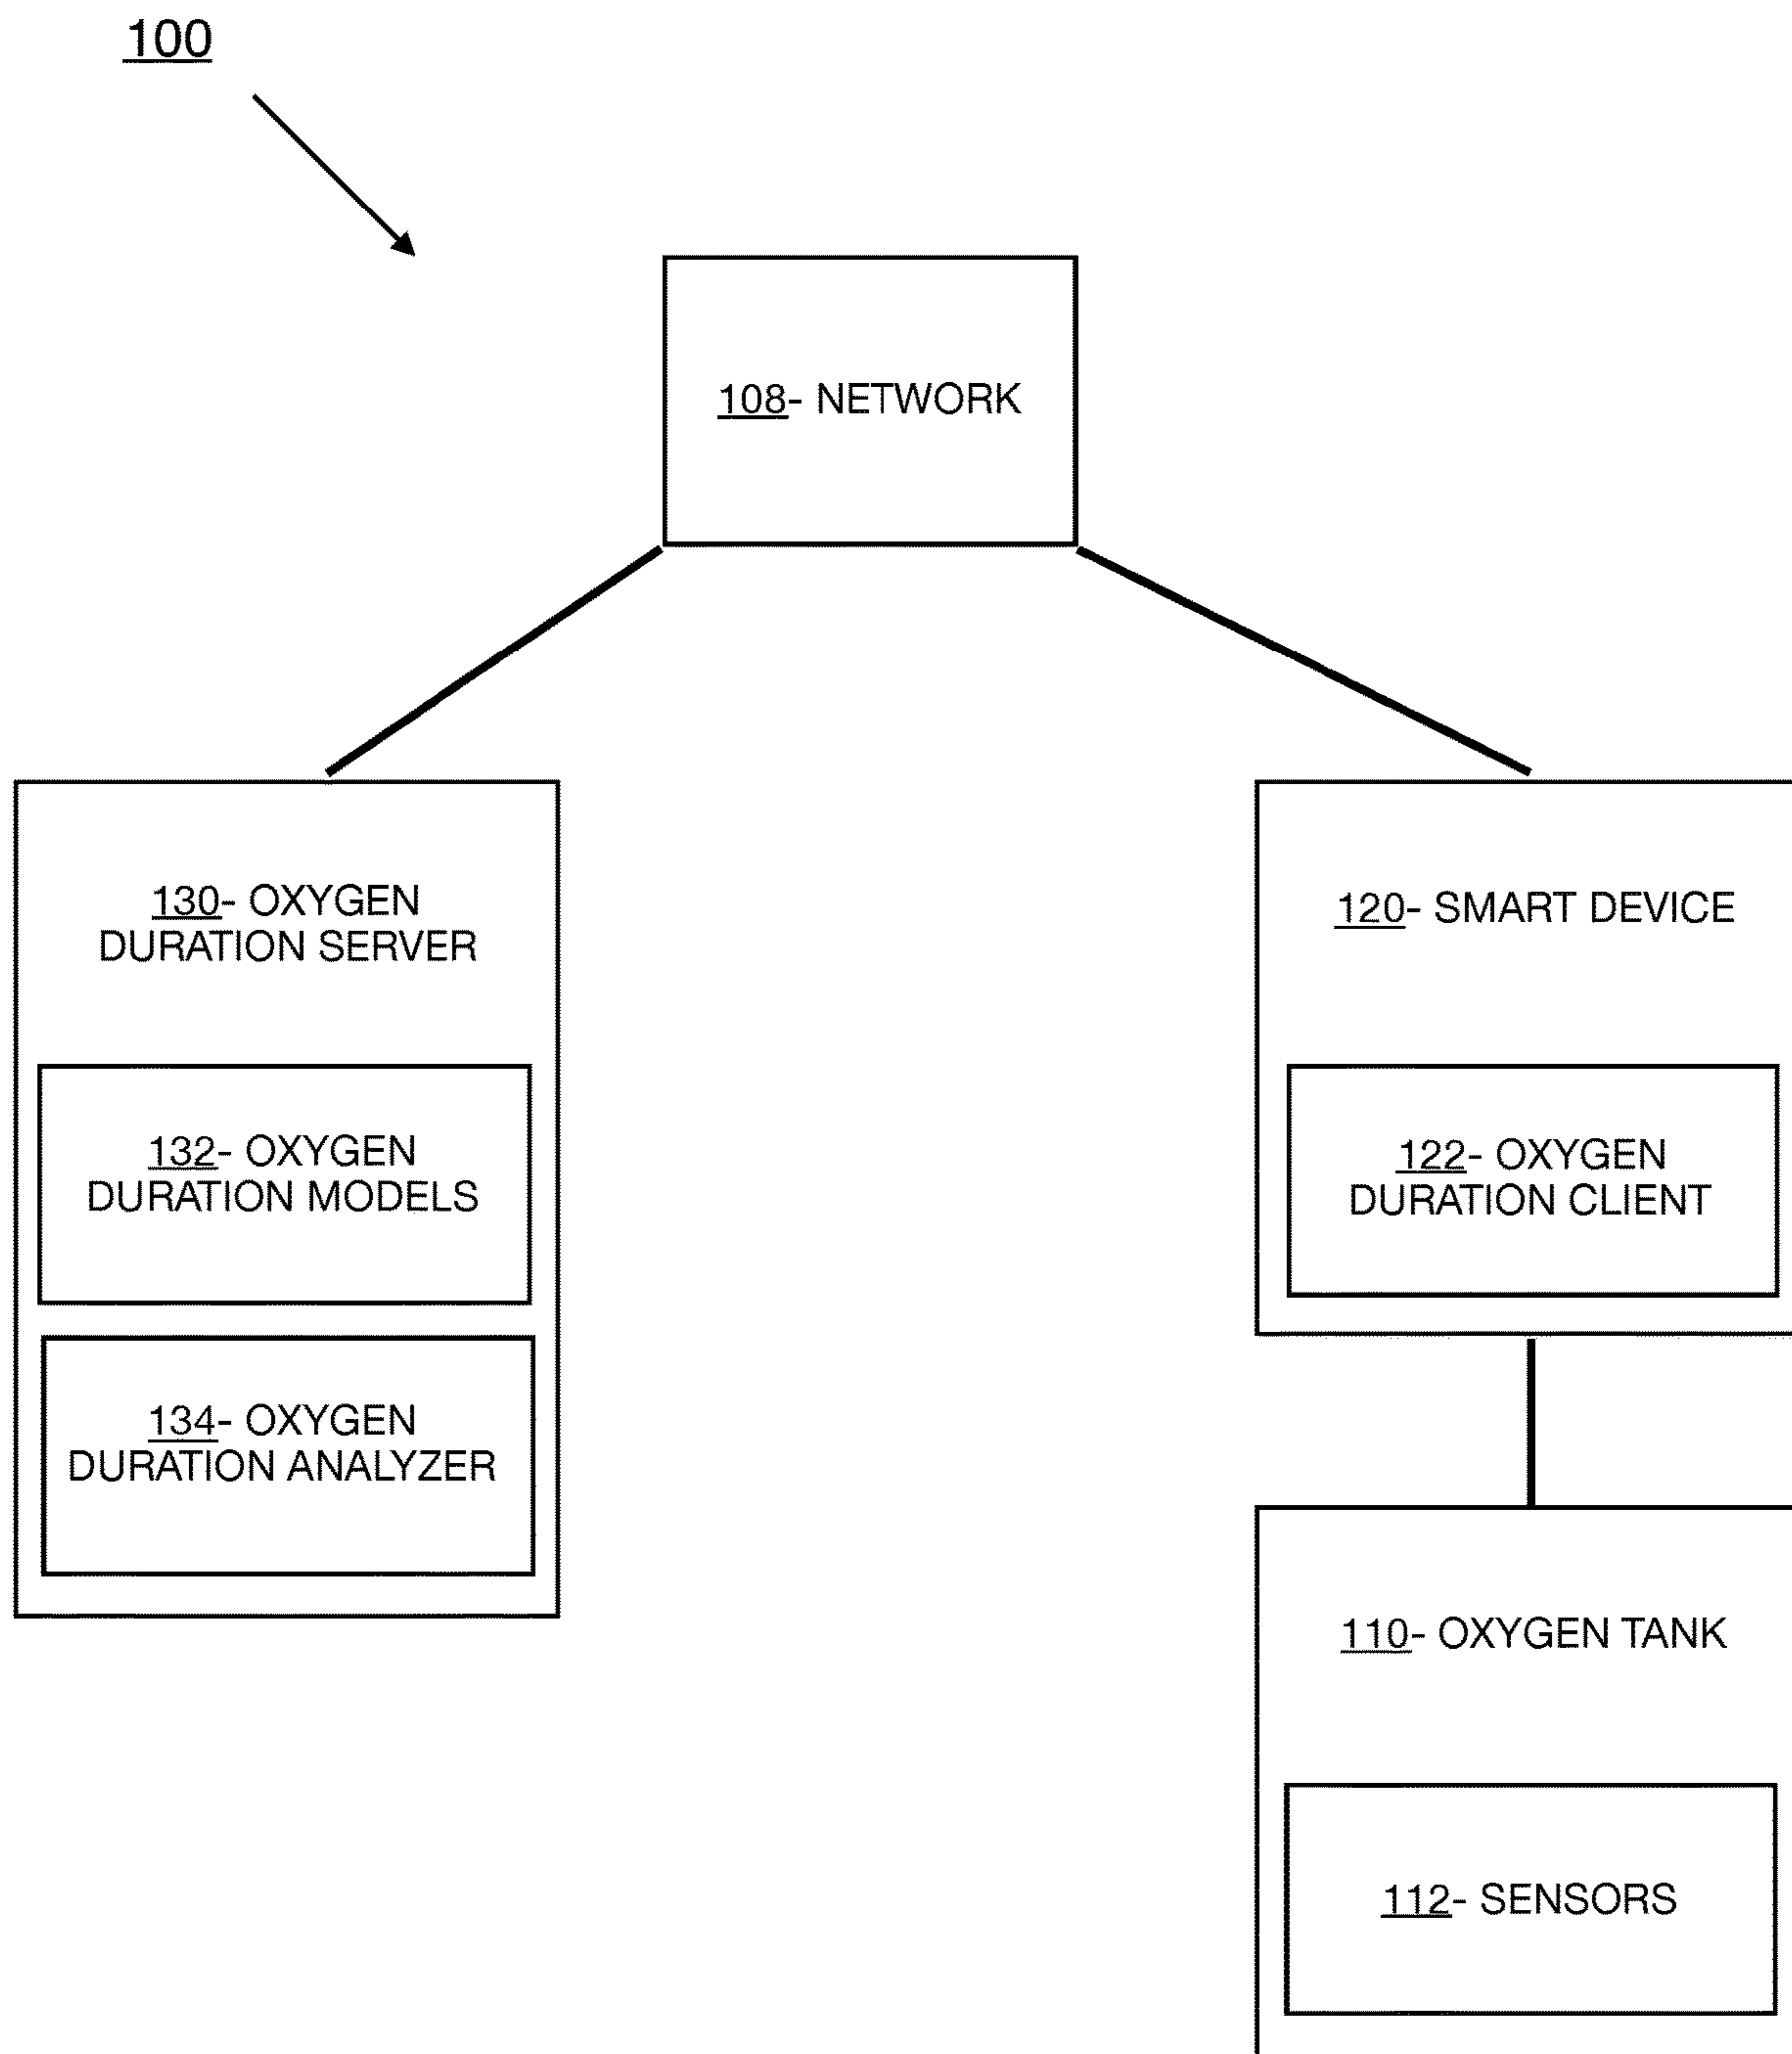 100
108- NETWORK
130- OXYGEN
DURATION SERVER
132- OXYGEN
DURATION MODELS
134- OXYGEN
DURATION ANALYZER
120- SMART DEVICE
122- OXYGEN
DURATION CLIENT
110- OXYGEN TANK
112- SENSORS